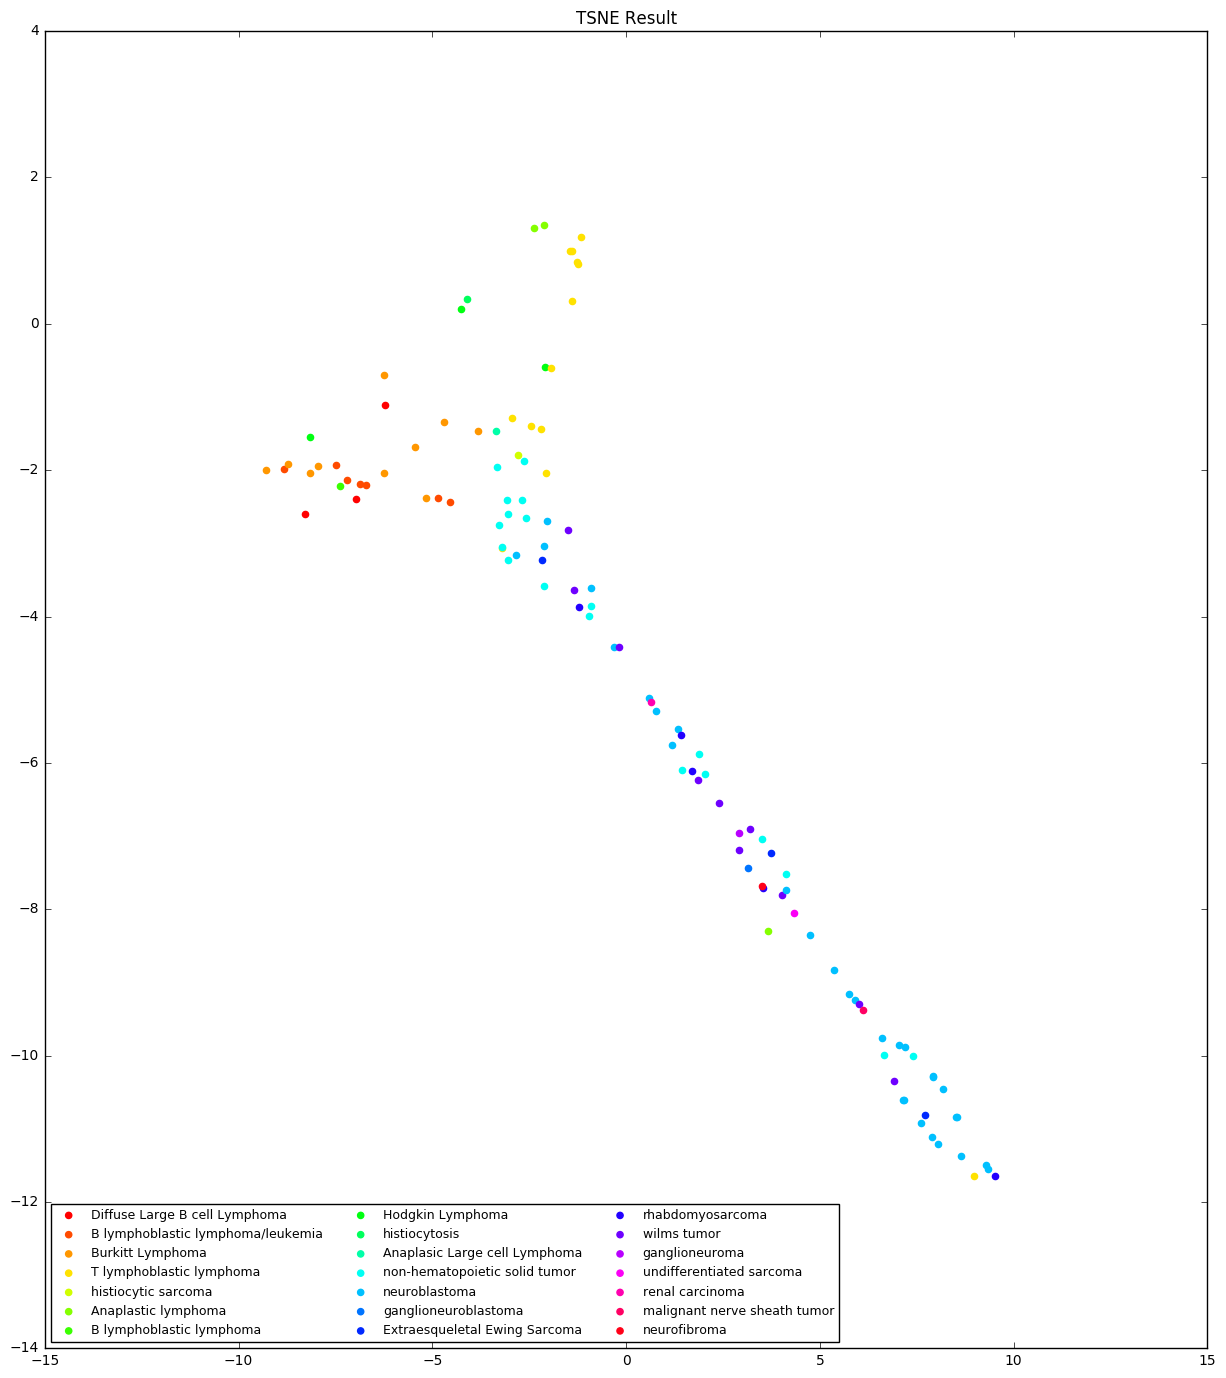 TSNE Result
4
2
0
−2
−4
−6
−8
−10
−12
−14
−15
−10
−5
0
5
10
15
Diffuse Large B cell Lymphoma
B lymphoblastic lymphoma/leukemia
Burkitt Lymphoma
T lymphoblastic lymphoma
histiocytic sarcoma
Anaplastic lymphoma
B lymphoblastic lymphoma
Hodgkin Lymphoma
histiocytosis
Anaplasic Large cell Lymphoma
non-hematopoietic solid tumor
neuroblastoma
ganglioneuroblastoma
Extraesqueletal Ewing Sarcoma
rhabdomyosarcoma
wilms tumor
ganglioneuroma
undifferentiated sarcoma
renal carcinoma
malignant nerve sheath tumor
neurofibroma